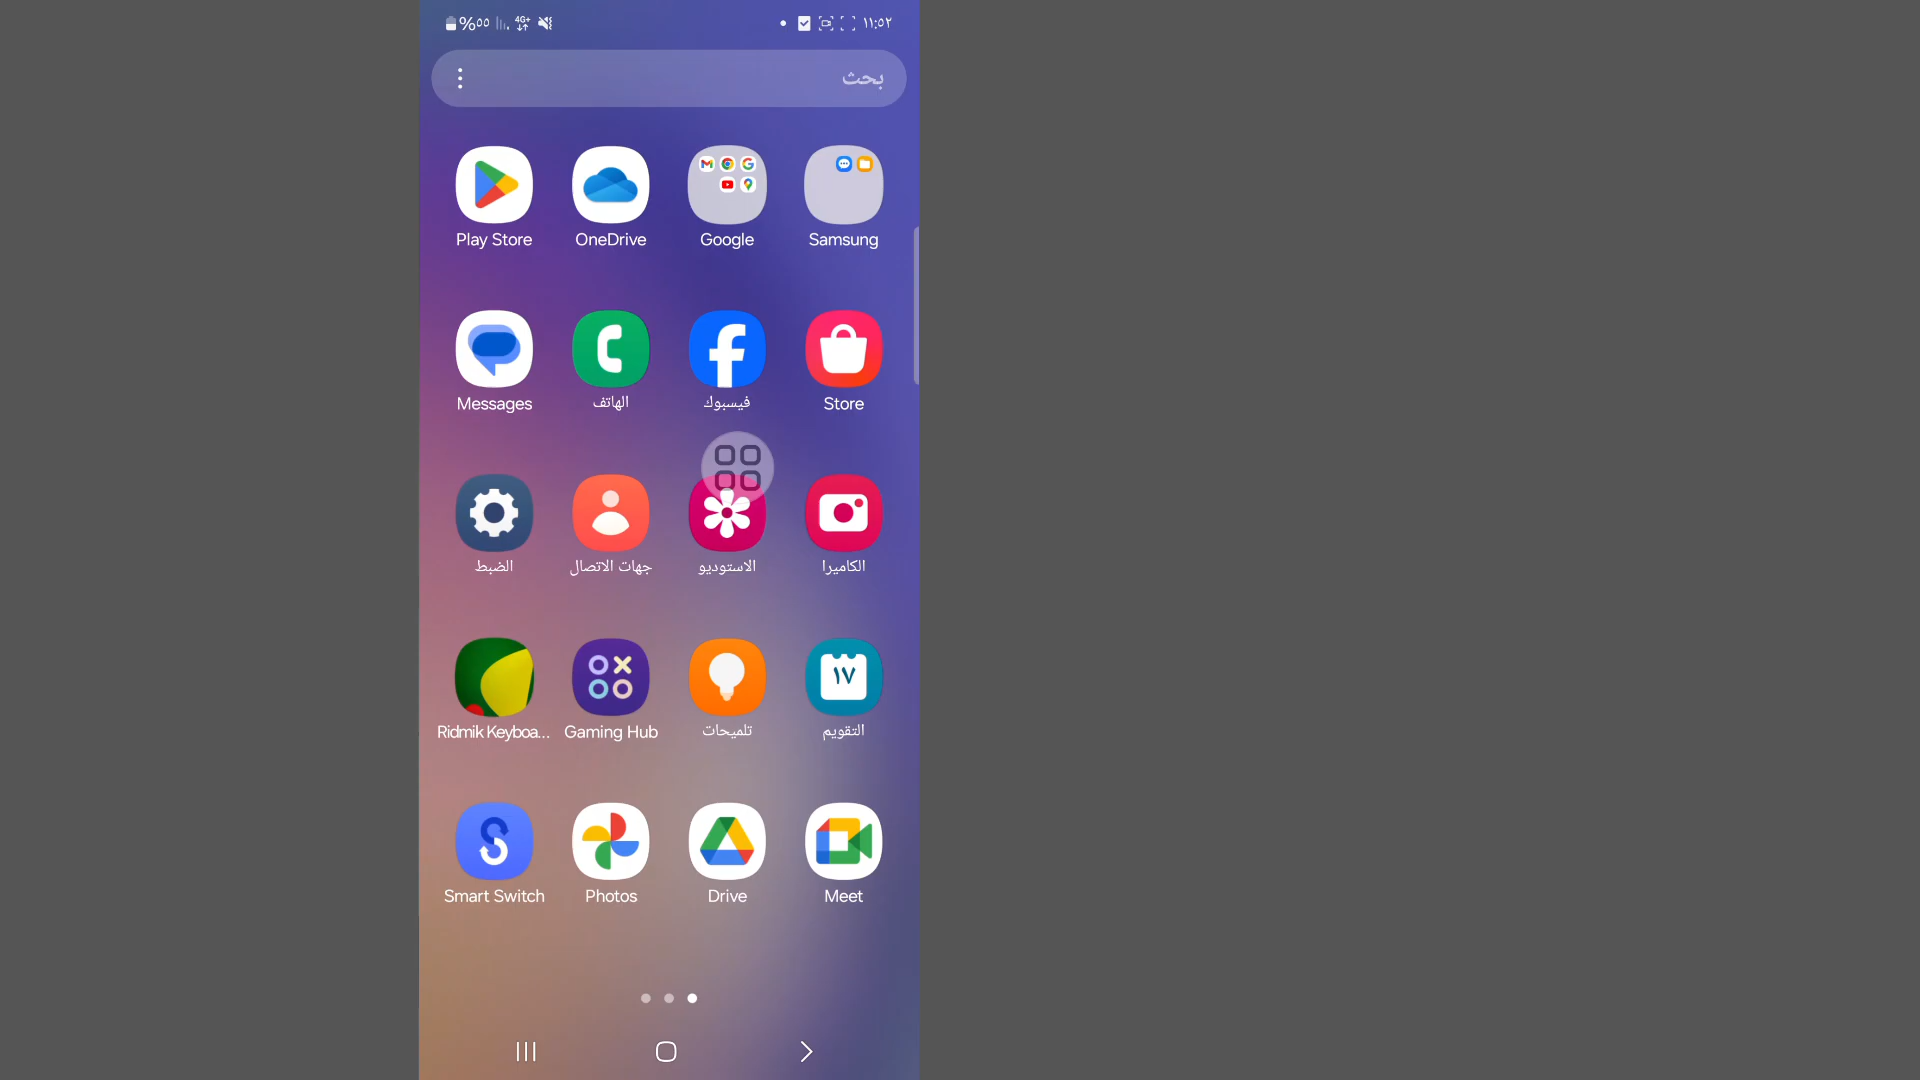 ١١:٥٢
4G+
%٥٥
بحث
Samsung
Google
OneDrive
Play Store
Store
فيسبوك
الهاتف
Messages
الكاميرا
الاستوديو
جهات الاتصال
الضبط
١٧
التقويم
تلميحات
Gaming Hub
Ridmik Keyboa...
Meet
Drive
Photos
Smart Switch